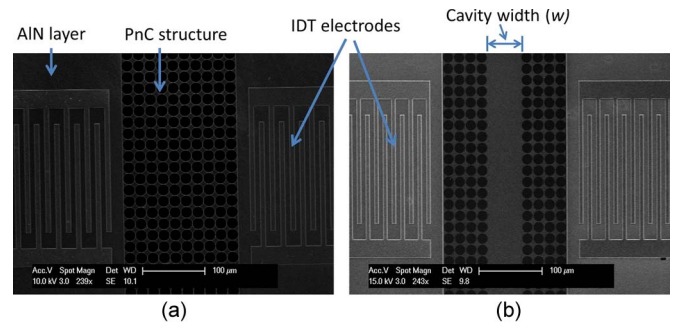 Cavity width (w)
AlN layer
PnC structure
IDT electrodes
Acc.V Spot Magn Det WD 100 µm
10.0 kV 3.0 239x SE 10.1
Acc.V Spot Magn Det WD 100 µm
15.0 kV 3.0 243x SE 9.8
(a)
(b)